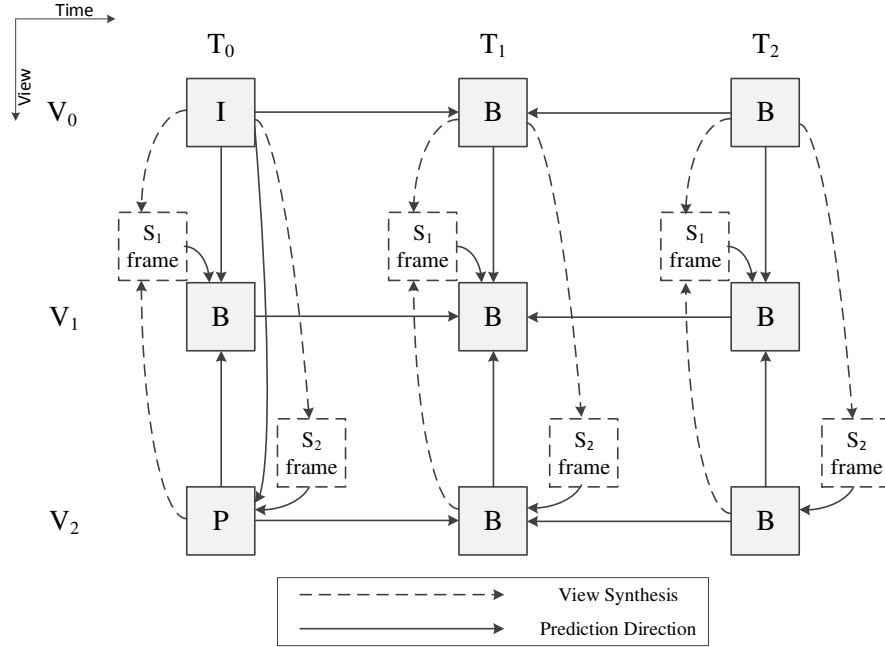 Time
View
T₀ T₁ T₂
V₀ I B B
S₁ S₁ S₁
frame frame frame
V₁ B B B
S₂ S₂ S₂
frame frame frame
V₂ P B B
View Synthesis
Prediction Direction